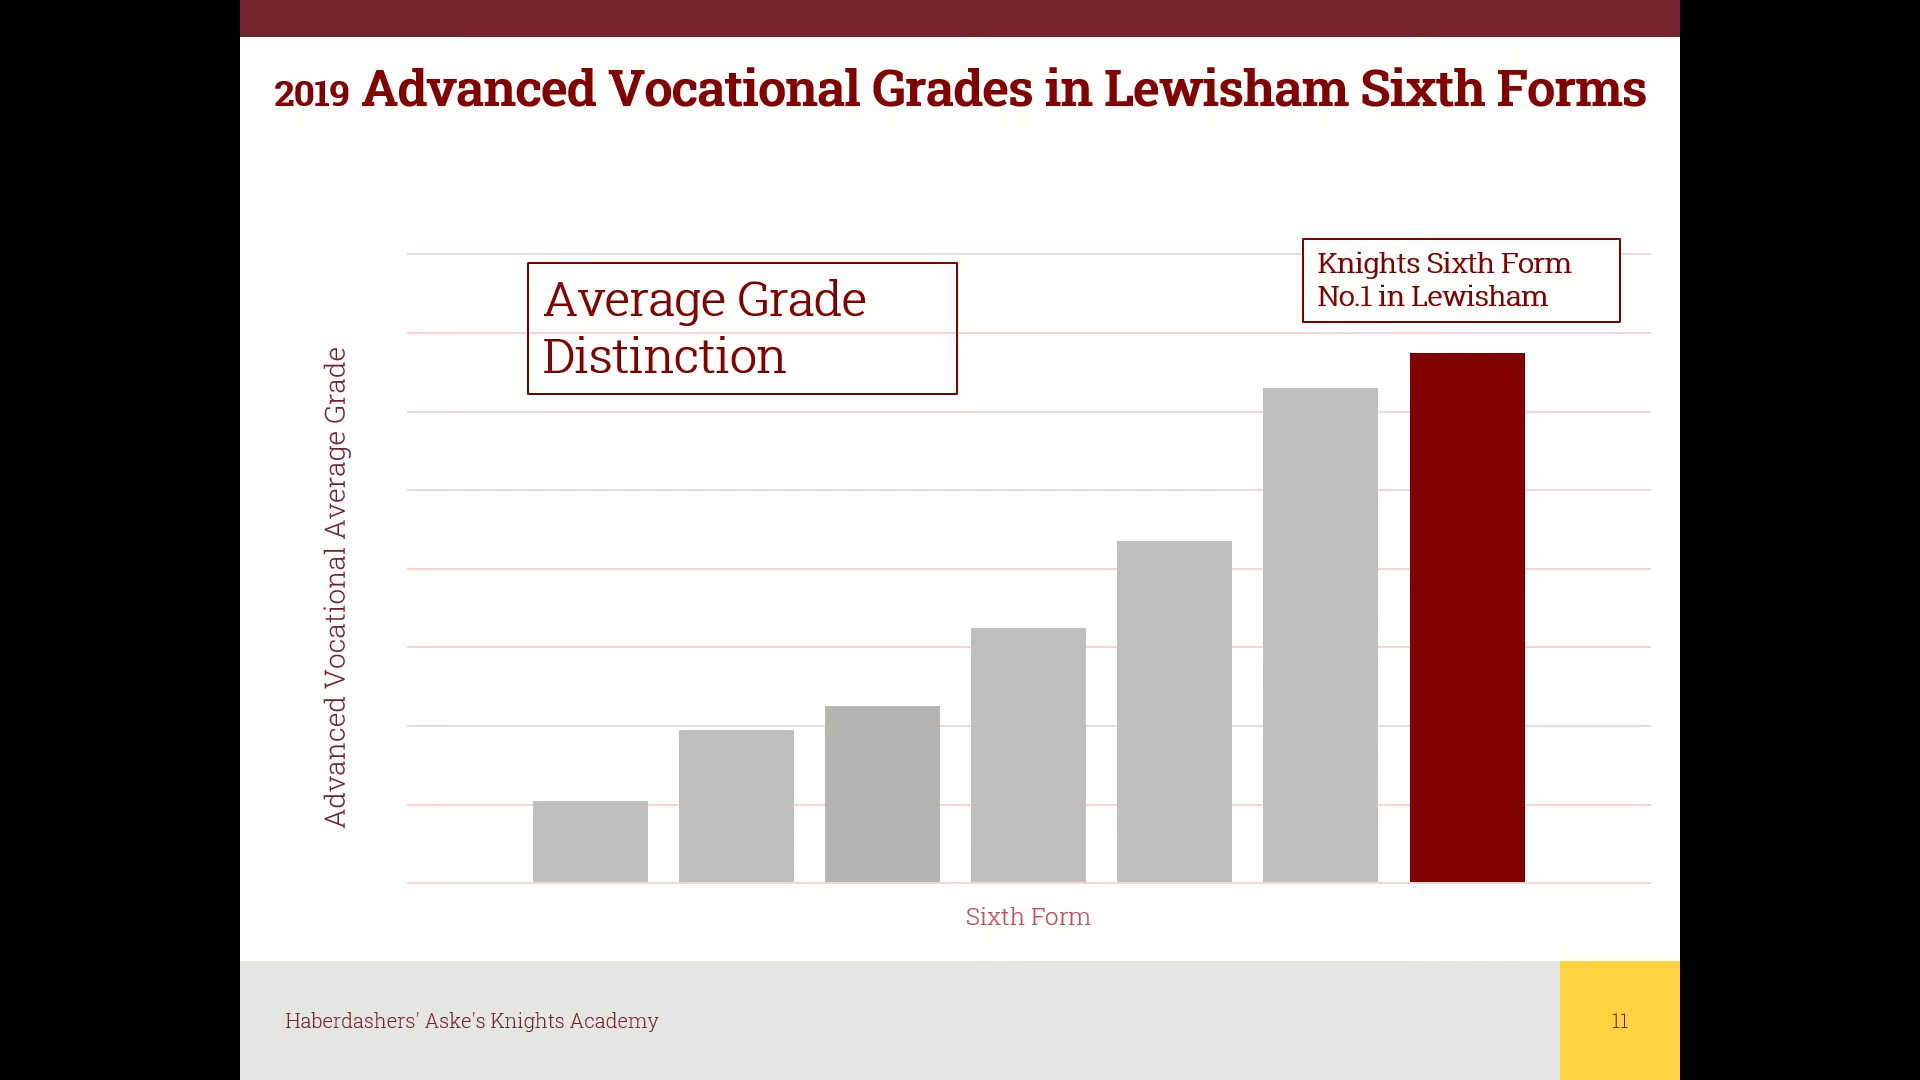 2019 Advanced Vocational Grades in Lewisham Sixth Forms
Average Grade
Distinction
Knights Sixth Form
No.1 in Lewisham
Advanced Vocational Average Grade
Sixth Form
Haberdashers' Aske's Knights Academy
11